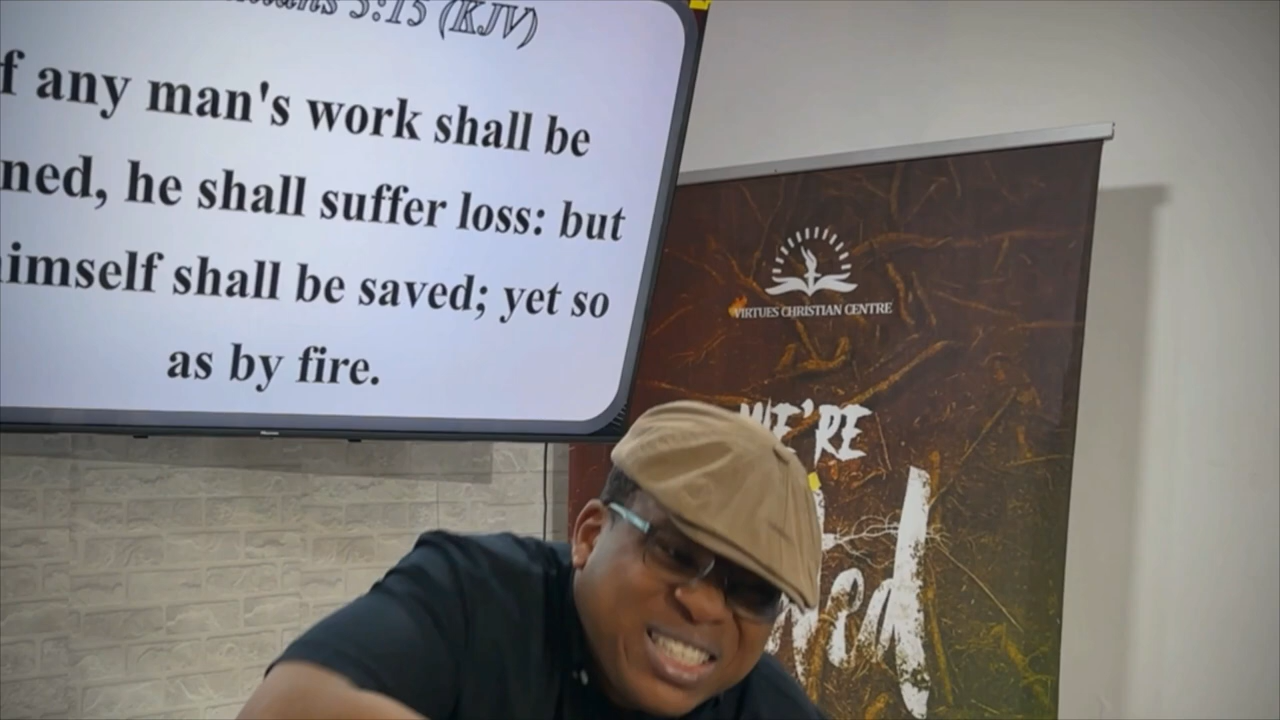 3:15 (KJV)
f any man's work shall be
ned, he shall suffer loss: but
imself shall be saved; yet so
as by fire.
VIRTUES CHRISTIAN CENTRE
WE'RE